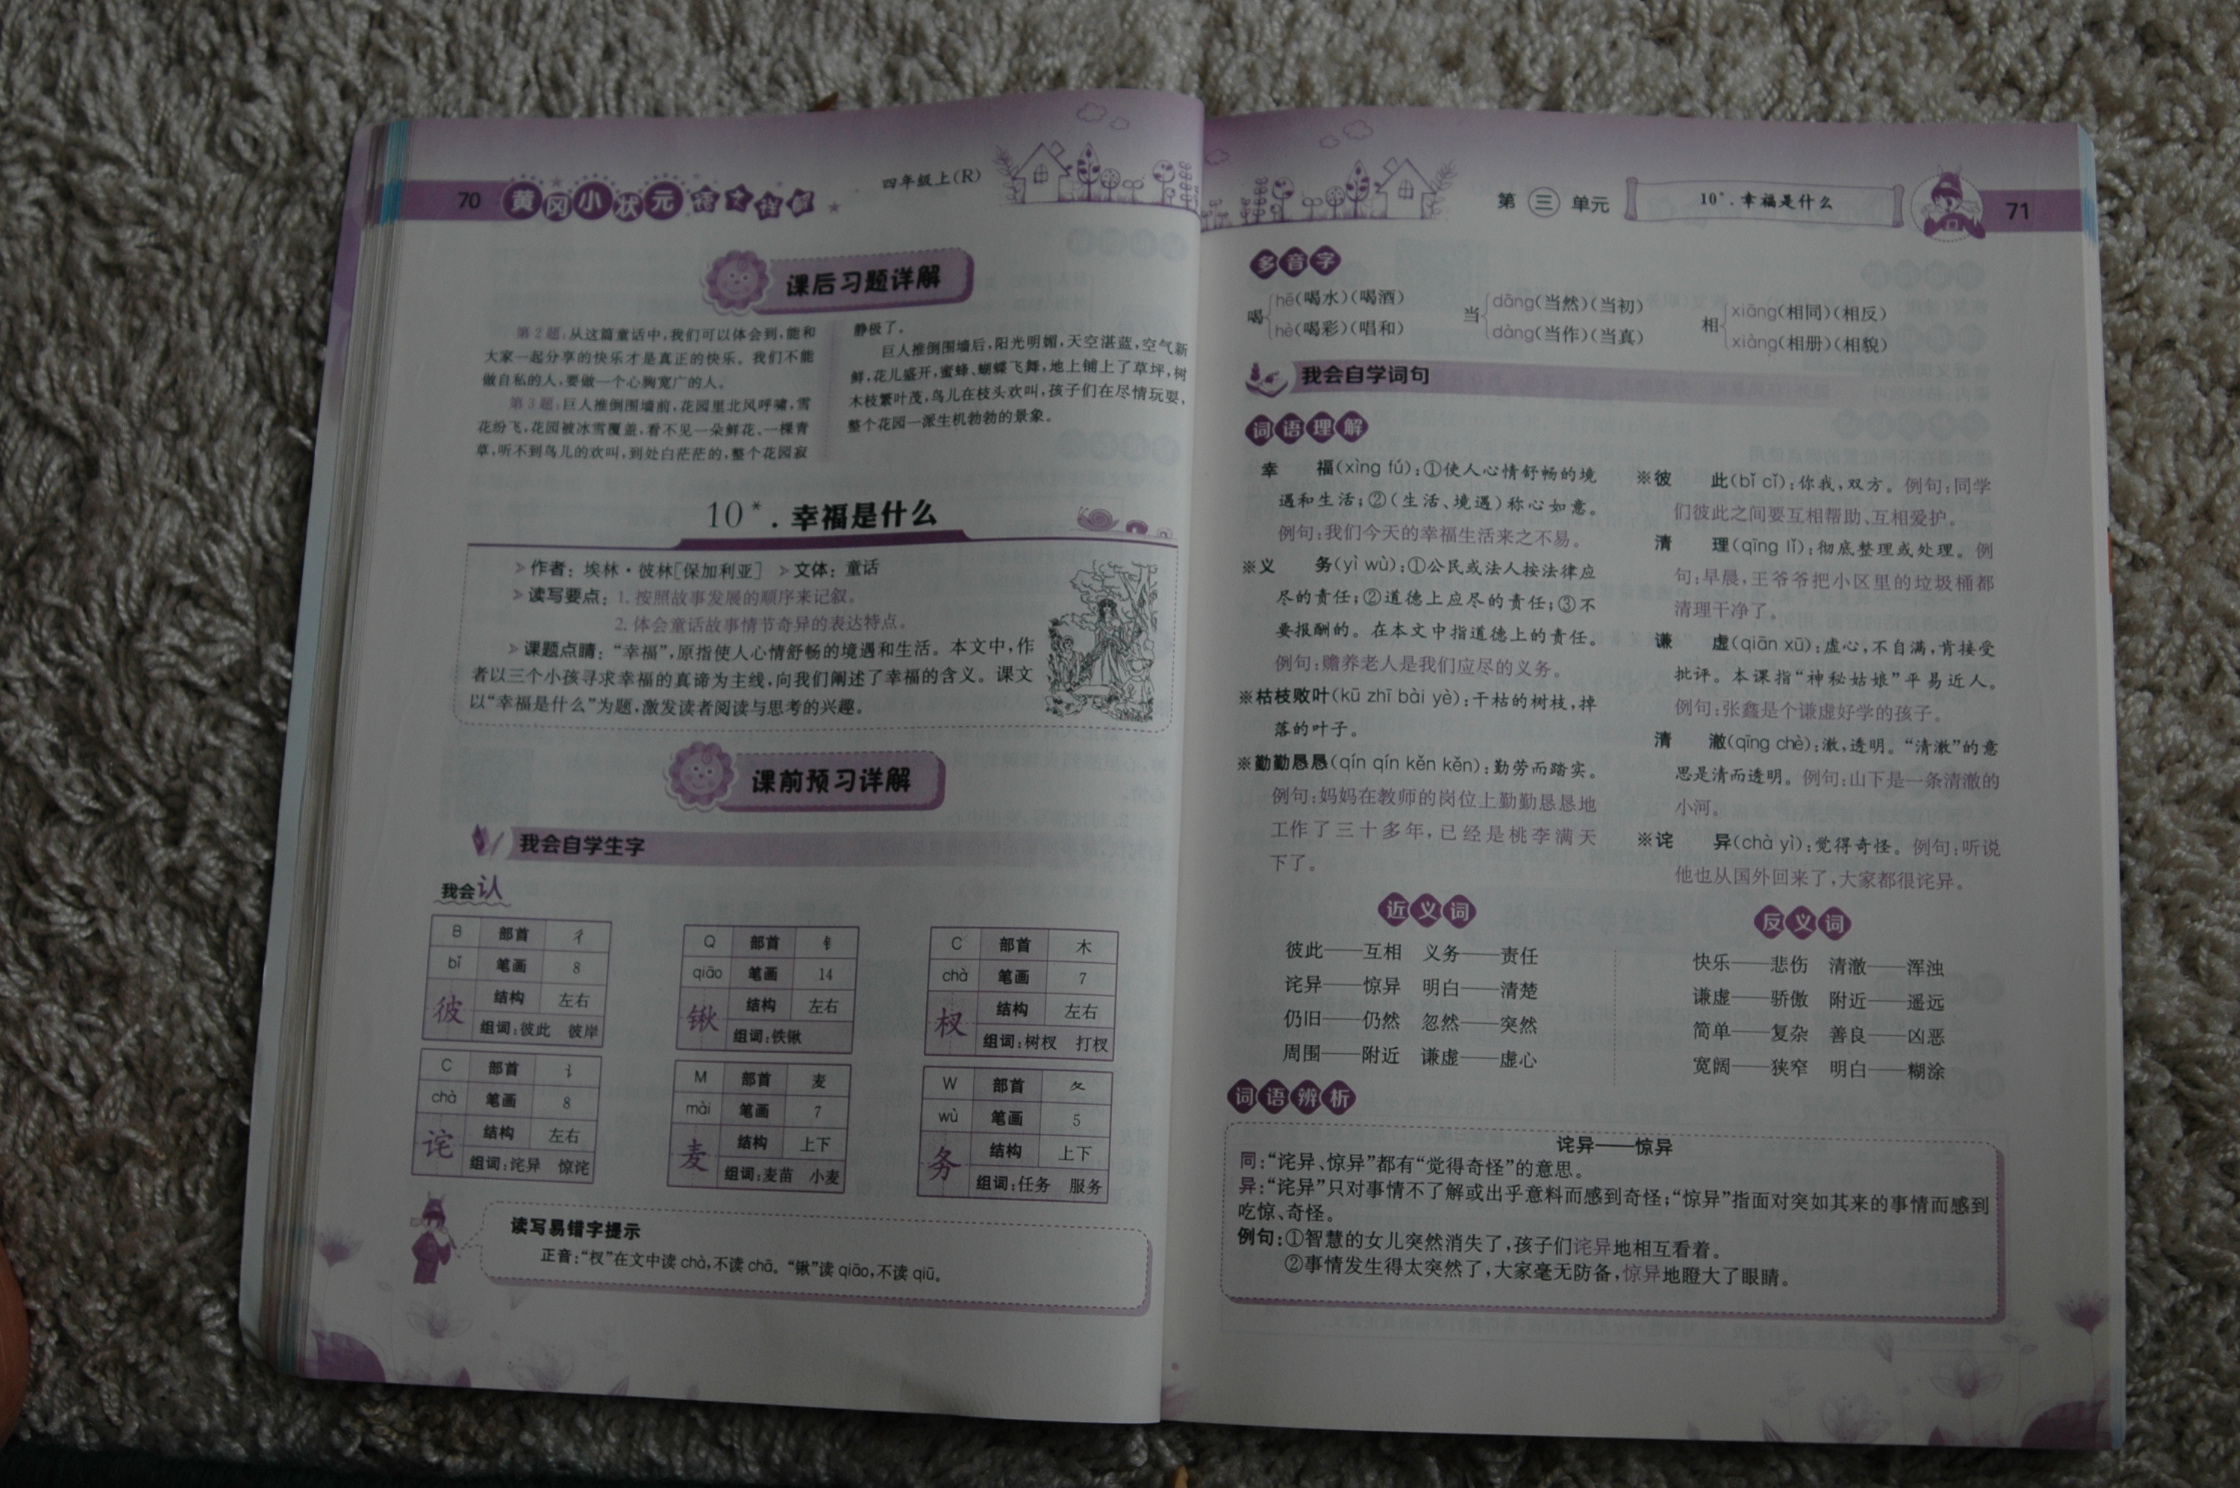 70 黄冈小状元 语文详解 四年级上(R)
课后习题详解
第2题:从这篇童话中,我们可以体会到,能和
大家一起分享的快乐才是真正的快乐。我们不能
做自私的人,要做一个心胸宽广的人。
第3题:巨人推倒围墙前,花园里北风呼啸,雪
花纷飞,花园被冰雪覆盖,看不见一朵鲜花、一棵青
草,听不到鸟儿的欢叫,到处白茫茫的,整个花园寂
静极了。
巨人推倒围墙后,阳光明媚,天空湛蓝,空气新
鲜,花儿盛开,蜜蜂、蝴蝶飞舞,地上铺上了草坪,树
木枝繁叶茂,鸟儿在枝头欢叫,孩子们在尽情玩耍,
整个花园一派生机勃勃的景象。
10*.幸福是什么
➢作者:埃林·彼林[保加利亚] ➢文体:童话
➢读写要点:1.按照故事发展的顺序来记叙。
2.体会童话故事情节奇异的表达特点。
➢课题点睛:“幸福”,原指使人心情舒畅的境遇和生活。本文中,作
者以三个小孩寻求幸福的真谛为主线,向我们阐述了幸福的含义。课文
以“幸福是什么”为题,激发读者阅读与思考的兴趣。
课前预习详解
我会自学生字
我会认
B 部首 彳
bǐ 笔画 8
彼 结构 左右
组词:彼此 彼岸
Q 部首 钅
qiāo 笔画 14
锹 结构 左右
组词:铁锹
C 部首 木
chà 笔画 7
杈 结构 左右
组词:树杈 打杈
C 部首 讠
chà 笔画 8
诧 结构 左右
组词:诧异 惊诧
M 部首 麦
mài 笔画 7
麦 结构 上下
组词:麦苗 小麦
W 部首 夂
wù 笔画 5
务 结构 上下
组词:任务 服务
读写易错字提示
正音:“杈”在文中读 chà,不读 chā。“锹”读 qiāo,不读 qiū。
第三单元 10*.幸福是什么 71
多音字
喝 hē(喝水)(喝酒)
hè(喝彩)(唱和)
当 dāng(当然)(当初)
dàng(当作)(当真)
相 xiāng(相同)(相反)
xiàng(相册)(相貌)
我会自学词句
词语理解
幸 福(xìng fú):①使人心情舒畅的境
遇和生活;②(生活、境遇)称心如意。
例句:我们今天的幸福生活来之不易。
※义 务(yì wù):①公民或法人按法律应
尽的责任;②道德上应尽的责任;③不
要报酬的。在本文中指道德上的责任。
例句:赡养老人是我们应尽的义务。
※枯枝败叶(kū zhī bài yè):干枯的树枝,掉
落的叶子。
※勤勤恳恳(qín qín kěn kěn):勤劳而踏实。
例句:妈妈在教师的岗位上勤勤恳恳地
工作了三十多年,已经是桃李满天
下了。
※彼 此(bǐ cǐ):你我,双方。例句:同学
们彼此之间要互相帮助、互相爱护。
清 理(qīng lǐ):彻底整理或处理。例
句:早晨,王爷爷把小区里的垃圾桶都
清理干净了。
谦 虚(qiān xū):虚心,不自满,肯接受
批评。本课指“神秘姑娘”平易近人。
例句:张鑫是个谦虚好学的孩子。
清 澈(qīng chè):澈,透明。“清澈”的意
思是清而透明。例句:山下是一条清澈的
小河。
※诧 异(chà yì):觉得奇怪。例句:听说
他也从国外回来了,大家都很诧异。
近义词
彼此——互相 义务——责任
诧异——惊异 明白——清楚
仍旧——仍然 忽然——突然
周围——附近 谦虚——虚心
反义词
快乐——悲伤 清澈——浑浊
谦虚——骄傲 附近——遥远
简单——复杂 善良——凶恶
宽阔——狭窄 明白——糊涂
词语辨析
诧异——惊异
同:“诧异、惊异”都有“觉得奇怪”的意思。
异:“诧异”只对事情不了解或出乎意料而感到奇怪;“惊异”指面对突如其来的事情而感到
吃惊、奇怪。
例句:①智慧的女儿突然消失了,孩子们诧异地相互看着。
②事情发生得太突然了,大家毫无防备,惊异地瞪大了眼睛。